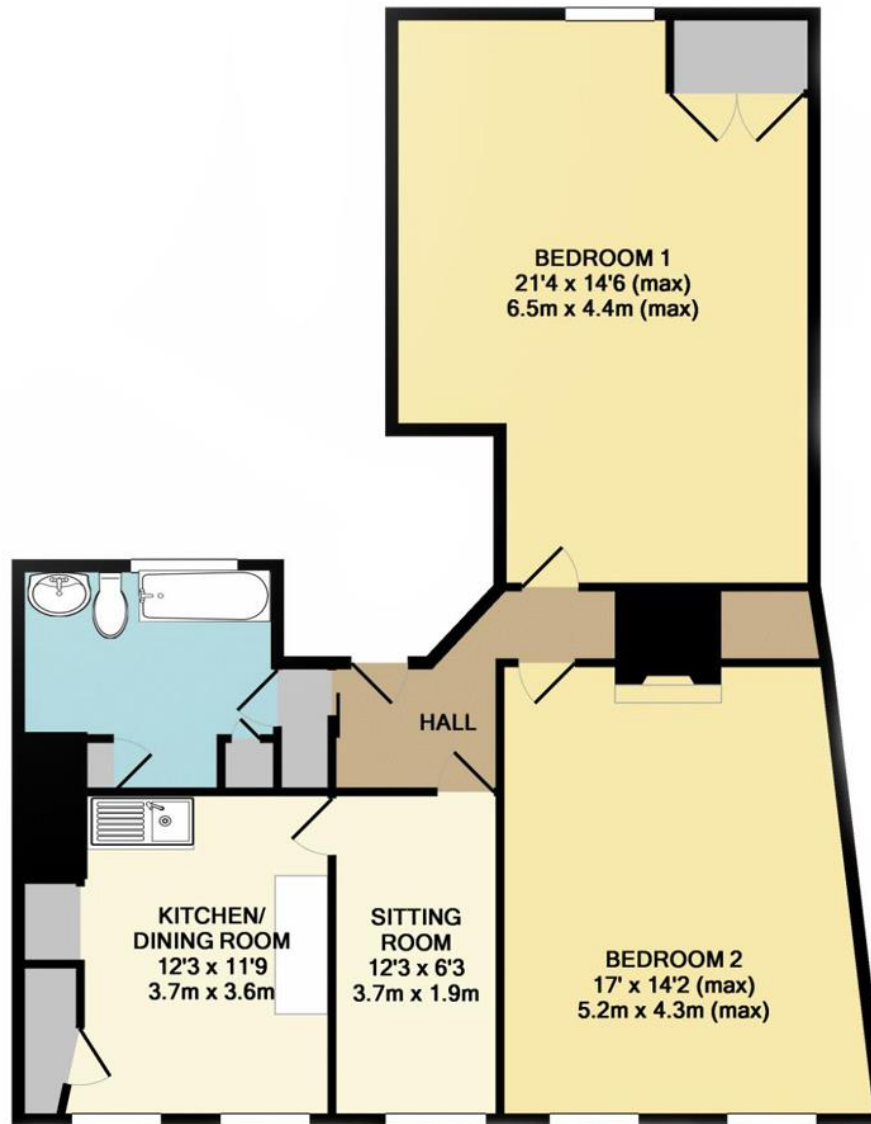 BEDROOM 1
21'4 x 14'6 (max)
6.5m x 4.4m (max)
HALL
KITCHEN/
DINING ROOM
12'3 x 11'9
3.7m x 3.6m
SITTING
ROOM
12'3 x 6'3
3.7m x 1.9m
BEDROOM 2
17' x 14'2 (max)
5.2m x 4.3m (max)